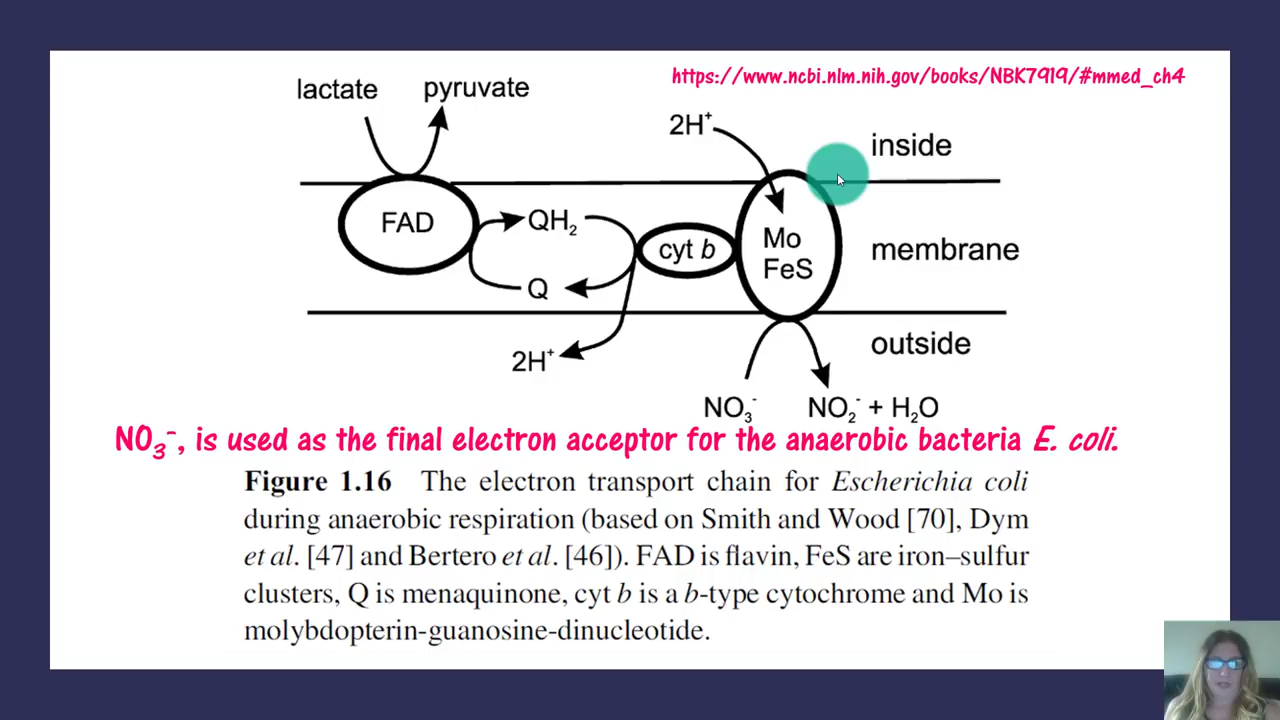 https://www.ncbi.nlm.nih.gov/books/NBK7919/#mmed_ch4
lactate pyruvate
2H⁺
inside
FAD
QH₂
Q
cyt b
Mo
FeS
membrane
2H⁺
outside
NO₃⁻ NO₂⁻ + H₂O
NO₃⁻, is used as the final electron acceptor for the anaerobic bacteria E. coli.
Figure 1.16 The electron transport chain for Escherichia coli
during anaerobic respiration (based on Smith and Wood [70], Dym
et al. [47] and Bertero et al. [46]). FAD is flavin, FeS are iron–sulfur
clusters, Q is menaquinone, cyt b is a b-type cytochrome and Mo is
molybdopterin-guanosine-dinucleotide.